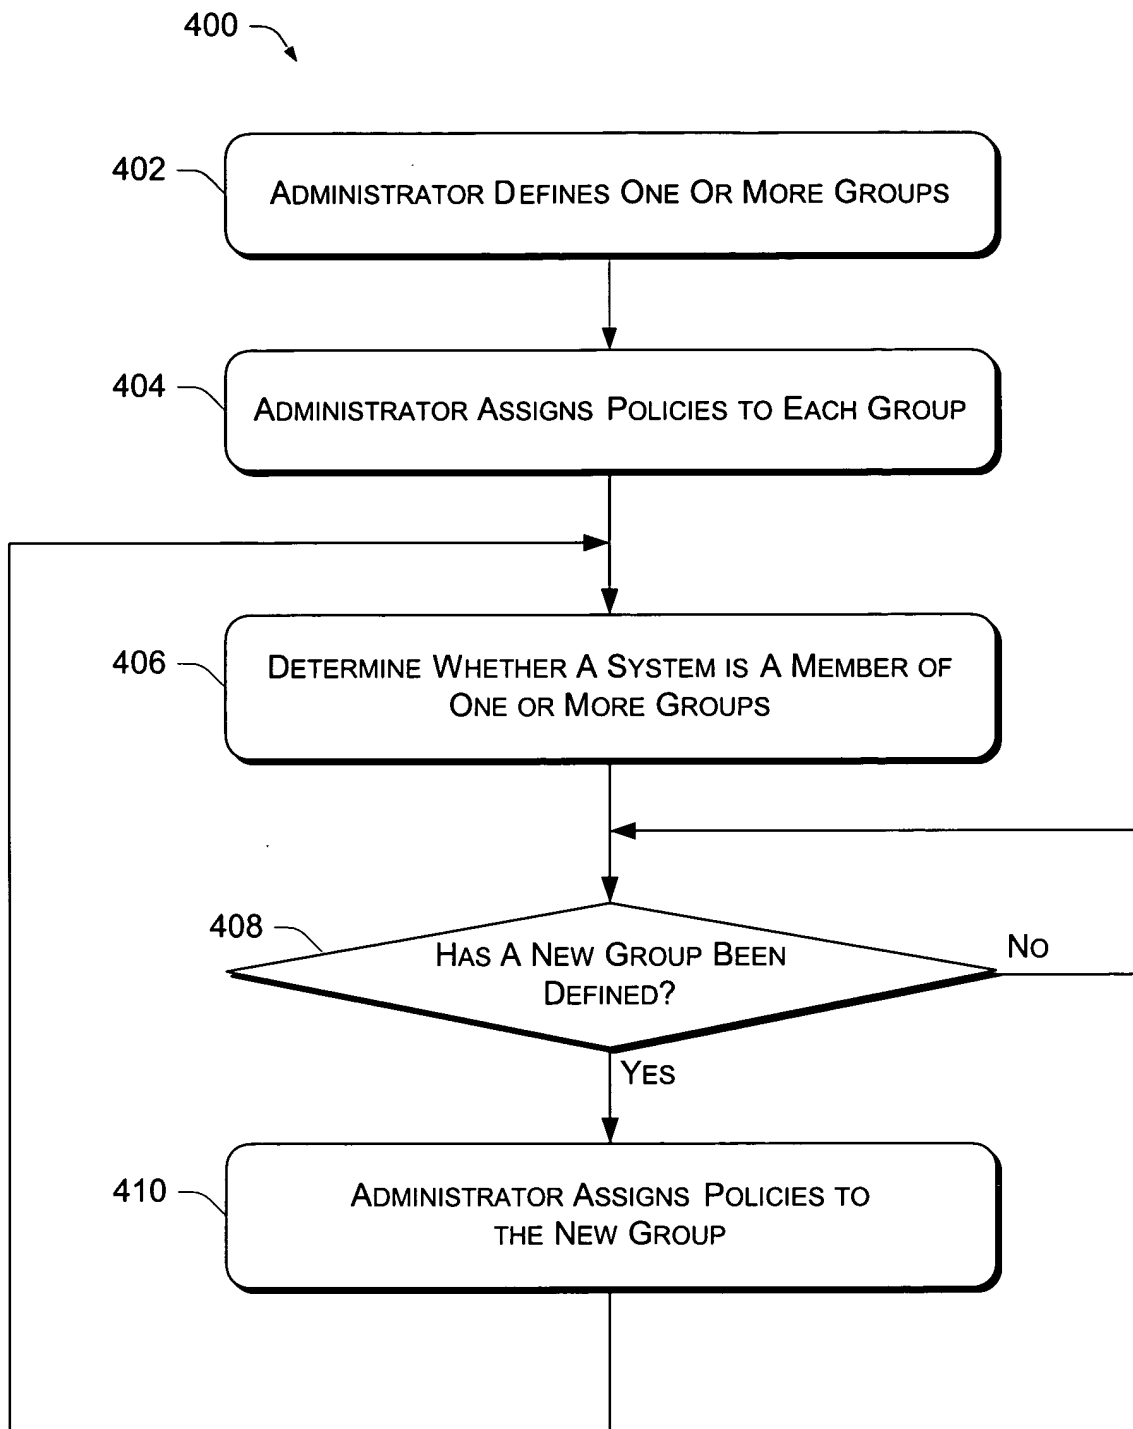 400
402
ADMINISTRATOR DEFINES ONE OR MORE GROUPS
404
ADMINISTRATOR ASSIGNS POLICIES TO EACH GROUP
406
DETERMINE WHETHER A SYSTEM IS A MEMBER OF
ONE OR MORE GROUPS
408
HAS A NEW GROUP BEEN
DEFINED?
NO
YES
410
ADMINISTRATOR ASSIGNS POLICIES TO
THE NEW GROUP